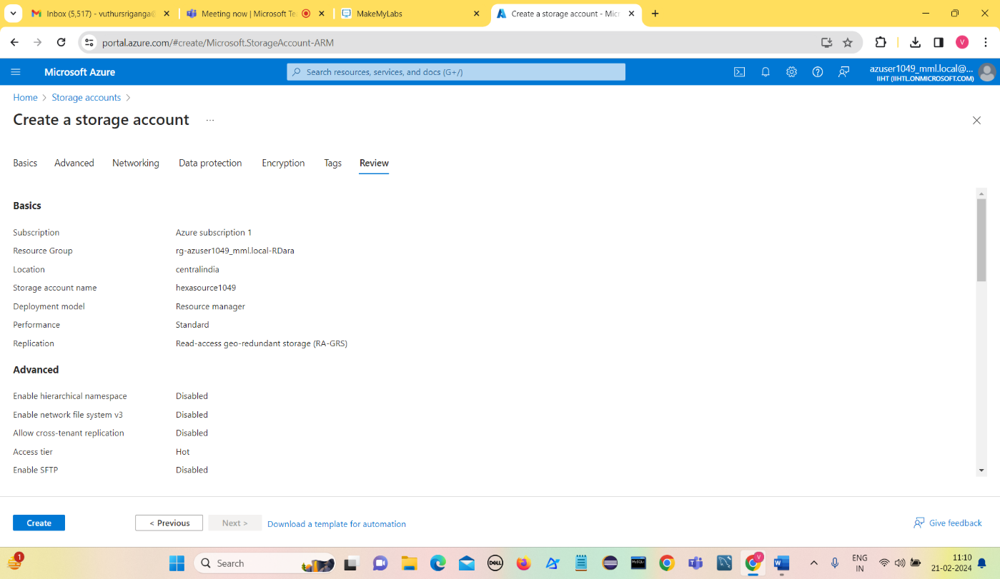 Inbox (5,517) - vuthursriganga@
Meeting now | Microsoft Te
MakeMyLabs
Create a storage account - Micr
portal.azure.com/#create/Microsoft.StorageAccount-ARM
V
Microsoft Azure
Search resources, services, and docs (G+/)
azuser1049_mml.local@...
IIHT (IIHTL.ONMICROSOFT.COM)
Home > Storage accounts >
Create a storage account ...
Basics Advanced Networking Data protection Encryption Tags Review
Basics
Subscription Azure subscription 1
Resource Group rg-azuser1049_mml.local-RDara
Location centralindia
Storage account name hexasource1049
Deployment model Resource manager
Performance Standard
Replication Read-access geo-redundant storage (RA-GRS)
Advanced
Enable hierarchical namespace Disabled
Enable network file system v3 Disabled
Allow cross-tenant replication Disabled
Access tier Hot
Enable SFTP Disabled
Create < Previous Next > Download a template for automation Give feedback
1
Search
DELL
MySQL
V
W
ENG
IN
11:10
21-02-2024